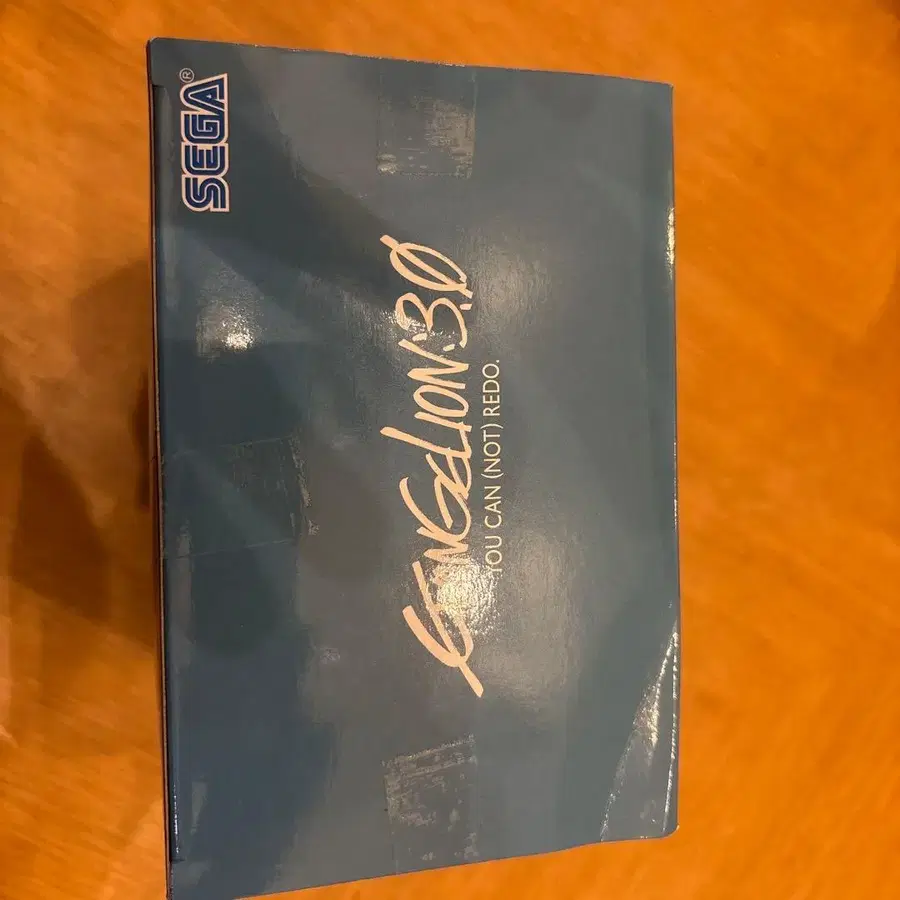 SEGA®
EVANGELION:3.0
YOU CAN (NOT) REDO.